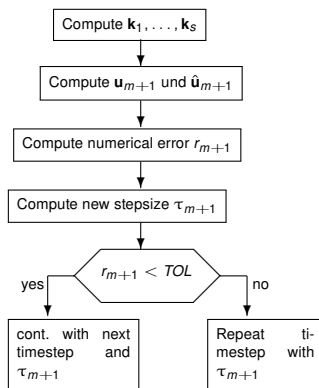 Compute k₁, . . . , kₛ
Compute uₘ₊₁ und ûₘ₊₁
Compute numerical error rₘ₊₁
Compute new stepsize τₘ₊₁
rₘ₊₁ < TOL
yes
no
cont. with next
timestep and
τₘ₊₁
Repeat ti-
mestep with
τₘ₊₁